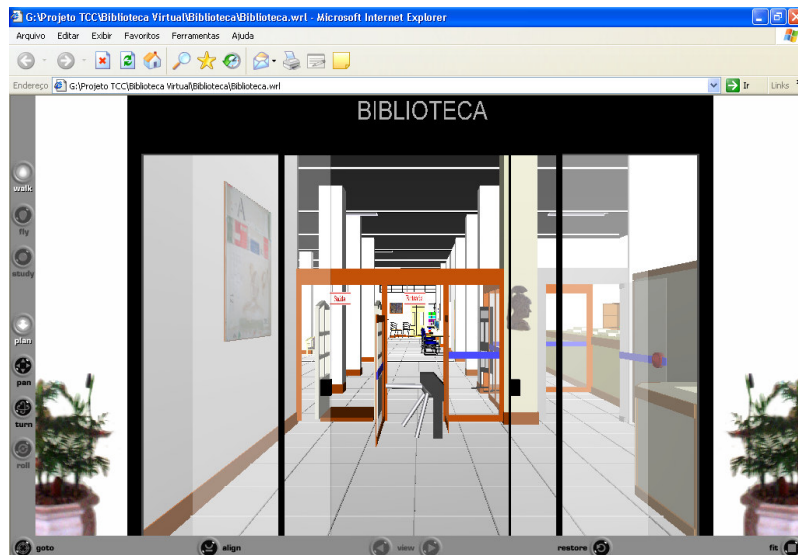 G:\Projeto TCC\Biblioteca Virtual\Biblioteca\Biblioteca.wrl - Microsoft Internet Explorer
Arquivo Editar Exibir Favoritos Ferramentas Ajuda
Endereço G:\Projeto TCC\Biblioteca Virtual\Biblioteca\Biblioteca.wrl Ir Links
BIBLIOTECA
walk
fly
study
A
plan
pan
turn
roll
goto align view restore fit